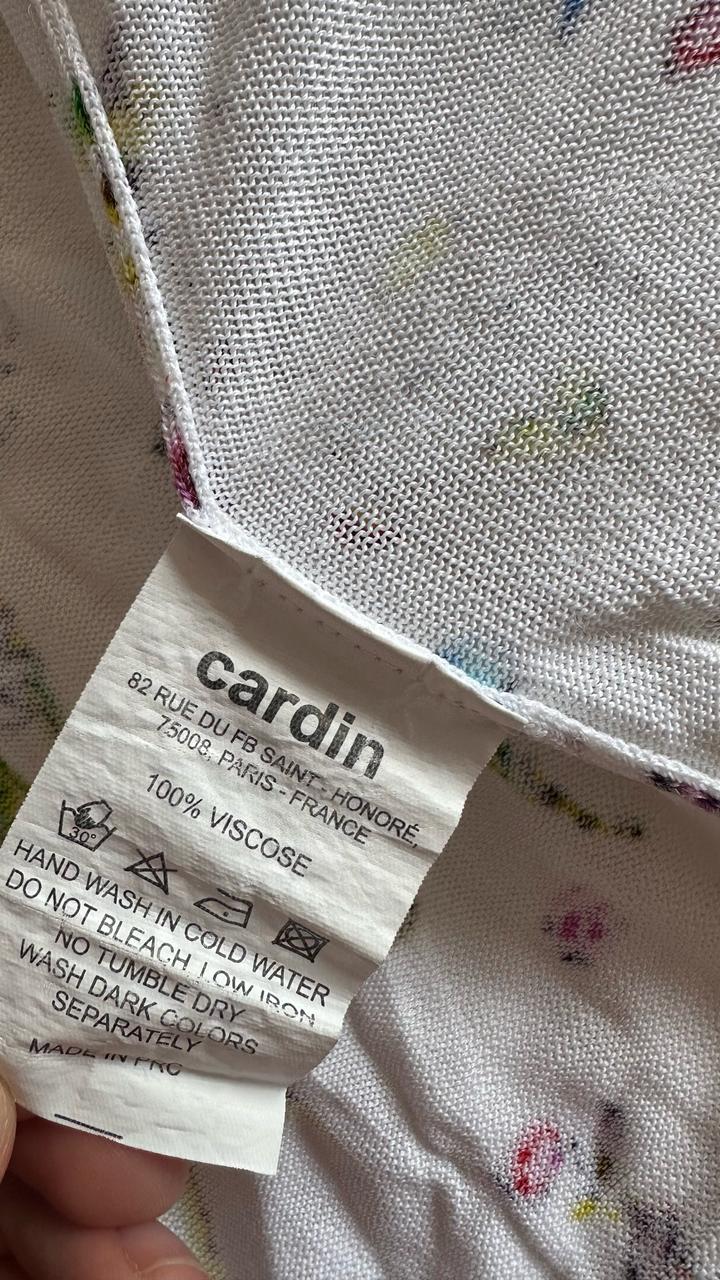 cardin
82 RUE DU FB SAINT - HONORÉ,
75008, PARIS - FRANCE
100% VISCOSE
30°
HAND WASH IN COLD WATER
DO NOT BLEACH, LOW IRON
NO TUMBLE DRY
WASH DARK COLORS
SEPARATELY
MADE IN PRC